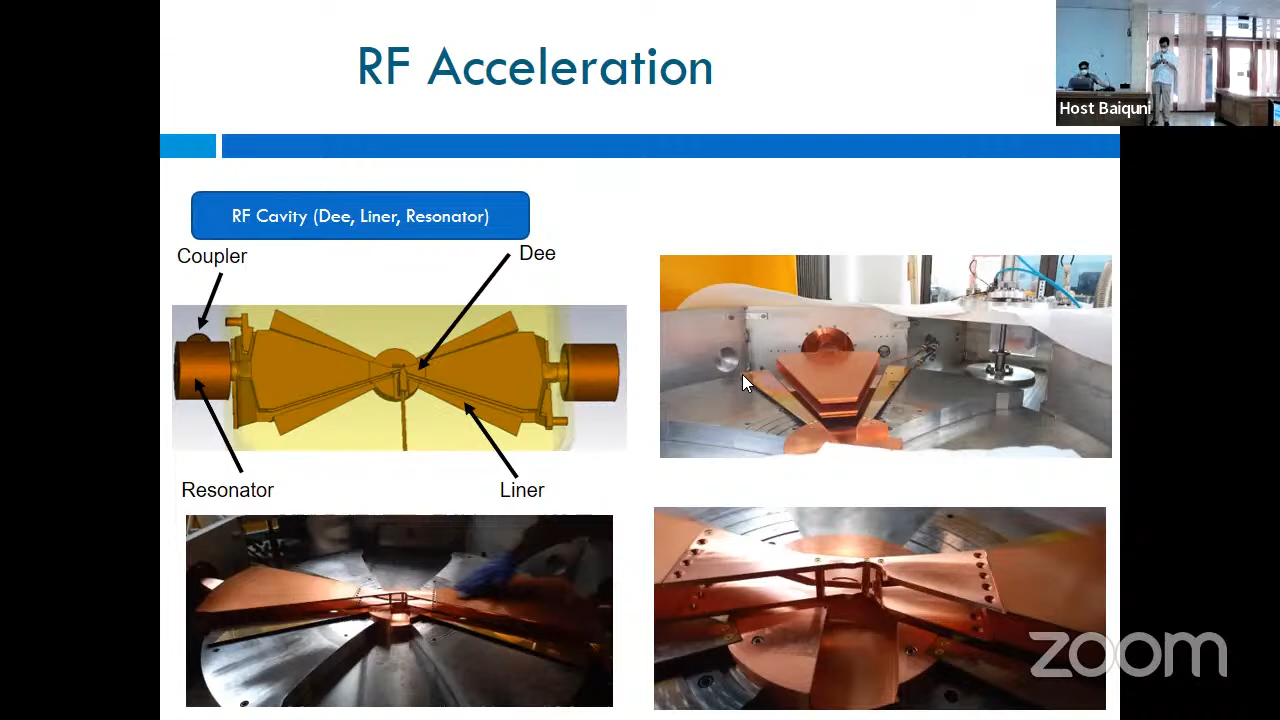 RF Acceleration
Host Baiquni
RF Cavity (Dee, Liner, Resonator)
Coupler
Dee
Resonator
Liner
zoom